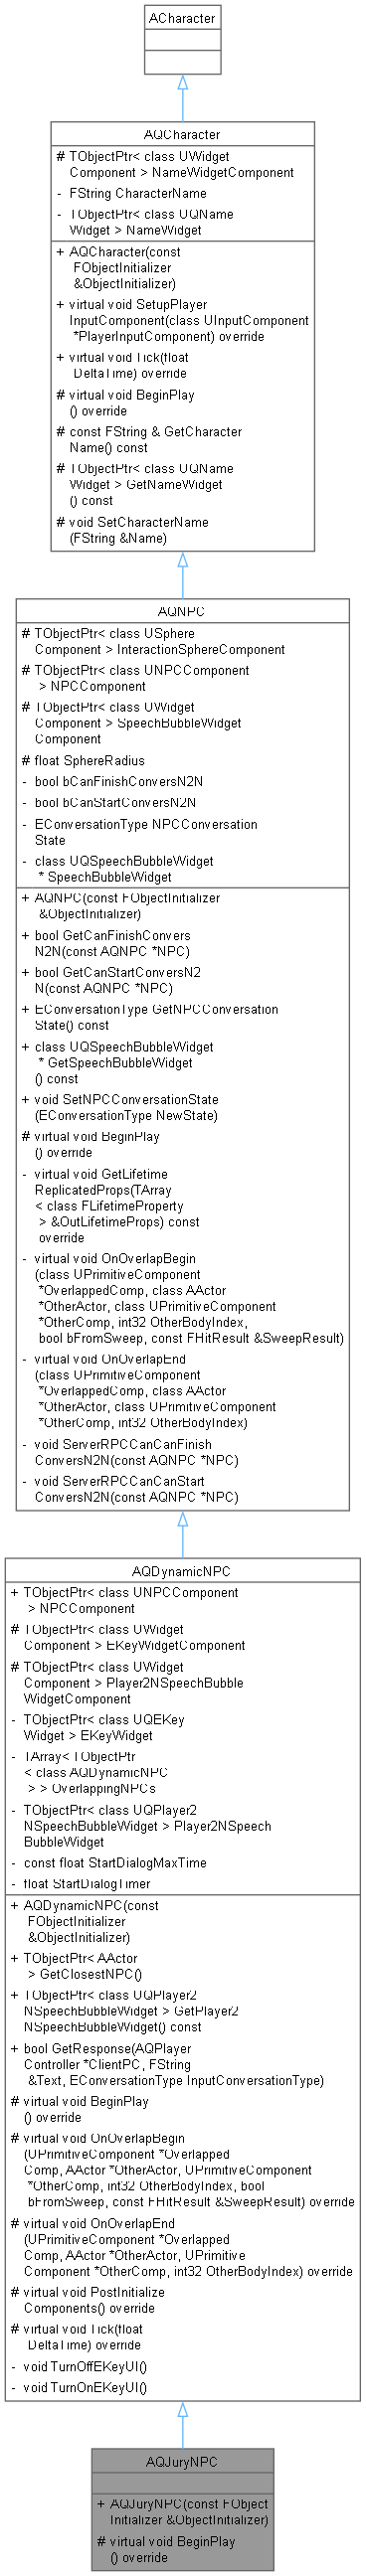 ACharacter
AQCharacter
# TObjectPtr< class UWidget
Component > NameWidgetComponent
- FString CharacterName
- TObjectPtr< class UQName
Widget > NameWidget
+ AQCharacter(const
FObjectInitializer
&ObjectInitializer)
+ virtual void SetupPlayer
InputComponent(class UInputComponent
*PlayerInputComponent) override
+ virtual void Tick(float
DeltaTime) override
# virtual void BeginPlay
() override
# const FString & GetCharacter
Name() const
# TObjectPtr< class UQName
Widget > GetNameWidget
() const
# void SetCharacterName
(FString &Name)
AQNPC
# TObjectPtr< class USphere
Component > InteractionSphereComponent
# TObjectPtr< class UNPCComponent
> NPCComponent
# TObjectPtr< class UWidget
Component > SpeechBubbleWidget
Component
# float SphereRadius
- bool bCanFinishConversN2N
- bool bCanStartConversN2N
- EConversationType NPCConversation
State
- class UQSpeechBubbleWidget
* SpeechBubbleWidget
+ AQNPC(const FObjectInitializer
&ObjectInitializer)
+ bool GetCanFinishConvers
N2N(const AQNPC *NPC)
+ bool GetCanStartConversN2
N(const AQNPC *NPC)
+ EConversationType GetNPCConversation
State() const
+ class UQSpeechBubbleWidget
* GetSpeechBubbleWidget
() const
+ void SetNPCConversationState
(EConversationType NewState)
# virtual void BeginPlay
() override
- virtual void GetLifetime
ReplicatedProps(TArray
< class FLifetimeProperty
> &OutLifetimeProps) const
override
- virtual void OnOverlapBegin
(class UPrimitiveComponent
*OverlappedComp, class AActor
*OtherActor, class UPrimitiveComponent
*OtherComp, int32 OtherBodyIndex,
bool bFromSweep, const FHitResult &SweepResult)
- virtual void OnOverlapEnd
(class UPrimitiveComponent
*OverlappedComp, class AActor
*OtherActor, class UPrimitiveComponent
*OtherComp, int32 OtherBodyIndex)
- void ServerRPCCanCanFinish
ConversN2N(const AQNPC *NPC)
- void ServerRPCCanCanStart
ConversN2N(const AQNPC *NPC)
AQDynamicNPC
+ TObjectPtr< class UNPCComponent
> NPCComponent
# TObjectPtr< class UWidget
Component > EKeyWidgetComponent
# TObjectPtr< class UWidget
Component > Player2NSpeechBubble
WidgetComponent
- TObjectPtr< class UQEKey
Widget > EKeyWidget
- TArray< TObjectPtr
< class AQDynamicNPC
> > OverlappingNPCs
- TObjectPtr< class UQPlayer2
NSpeechBubbleWidget > Player2NSpeech
BubbleWidget
- const float StartDialogMaxTime
- float StartDialogTimer
+ AQDynamicNPC(const
FObjectInitializer
&ObjectInitializer)
+ TObjectPtr< AActor
> GetClosestNPC()
+ TObjectPtr< class UQPlayer2
NSpeechBubbleWidget > GetPlayer2
NSpeechBubbleWidget() const
+ bool GetResponse(AQPlayer
Controller *ClientPC, FString
&Text, EConversationType InputConversationType)
# virtual void BeginPlay
() override
# virtual void OnOverlapBegin
(UPrimitiveComponent *Overlapped
Comp, AActor *OtherActor, UPrimitiveComponent
*OtherComp, int32 OtherBodyIndex, bool
bFromSweep, const FHitResult &SweepResult) override
# virtual void OnOverlapEnd
(UPrimitiveComponent *Overlapped
Comp, AActor *OtherActor, UPrimitive
Component *OtherComp, int32 OtherBodyIndex) override
# virtual void PostInitialize
Components() override
# virtual void Tick(float
DeltaTime) override
- void TurnOffEKeyUI()
- void TurnOnEKeyUI()
AQJuryNPC
+ AQJuryNPC(const FObject
Initializer &ObjectInitializer)
# virtual void BeginPlay
() override